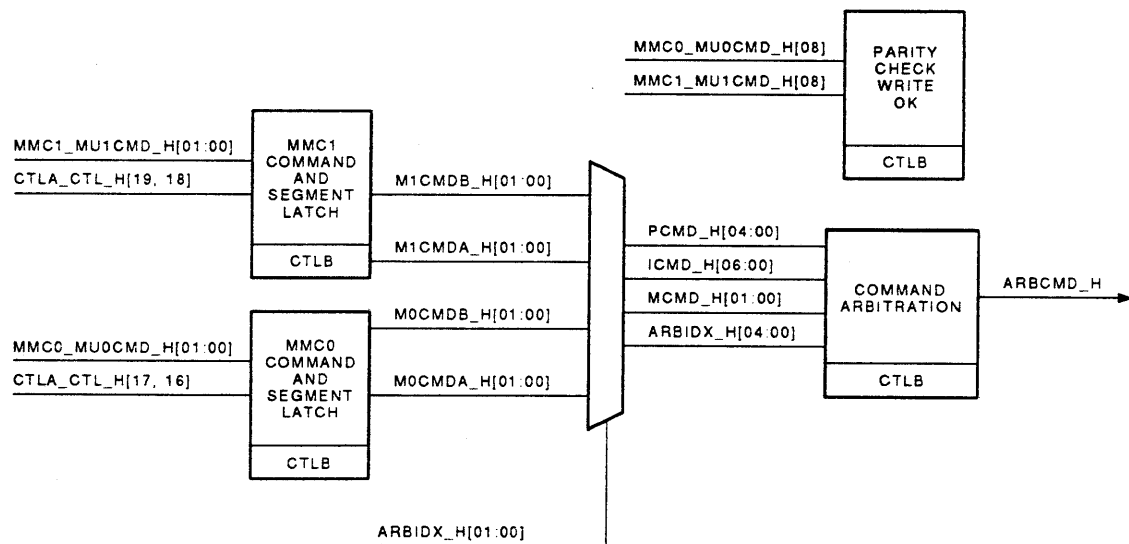 MMC0_MU0CMD_H[08]
MMC1_MU1CMD_H[08]
PARITY
CHECK
WRITE
OK
CTLB
MMC1_MU1CMD_H[01:00]
CTLA_CTL_H[19, 18]
MMC1
COMMAND
AND
SEGMENT
LATCH
CTLB
M1CMDB_H[01:00]
M1CMDA_H[01:00]
MMC0_MU0CMD_H[01:00]
CTLA_CTL_H[17, 16]
MMC0
COMMAND
AND
SEGMENT
LATCH
CTLB
M0CMDB_H[01:00]
M0CMDA_H[01:00]
ARBIDX_H[01:00]
PCMD_H[04:00]
ICMD_H[06:00]
MCMD_H[01:00]
ARBIDX_H[04:00]
COMMAND
ARBITRATION
CTLB
ARBCMD_H